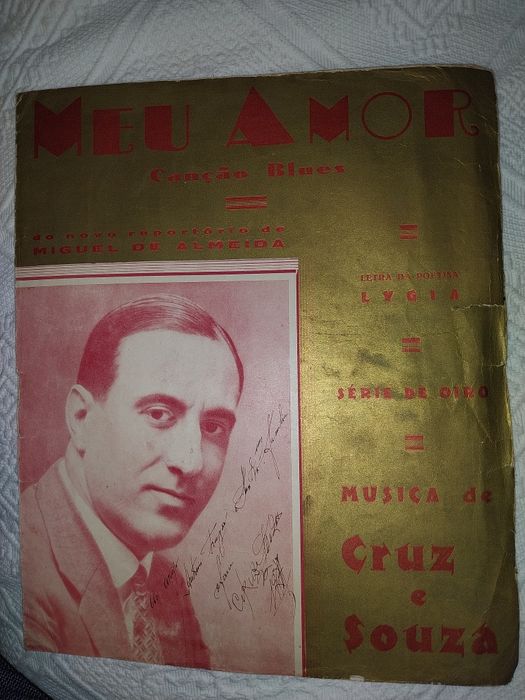 MEU AMOR
Canção Blues
do novo reportório de
MIGUEL DE ALMEIDA
LETRA DA POETISA
LYGIA
SÉRIE DE OIRO
MUSICA de
Cruz
e
Souza